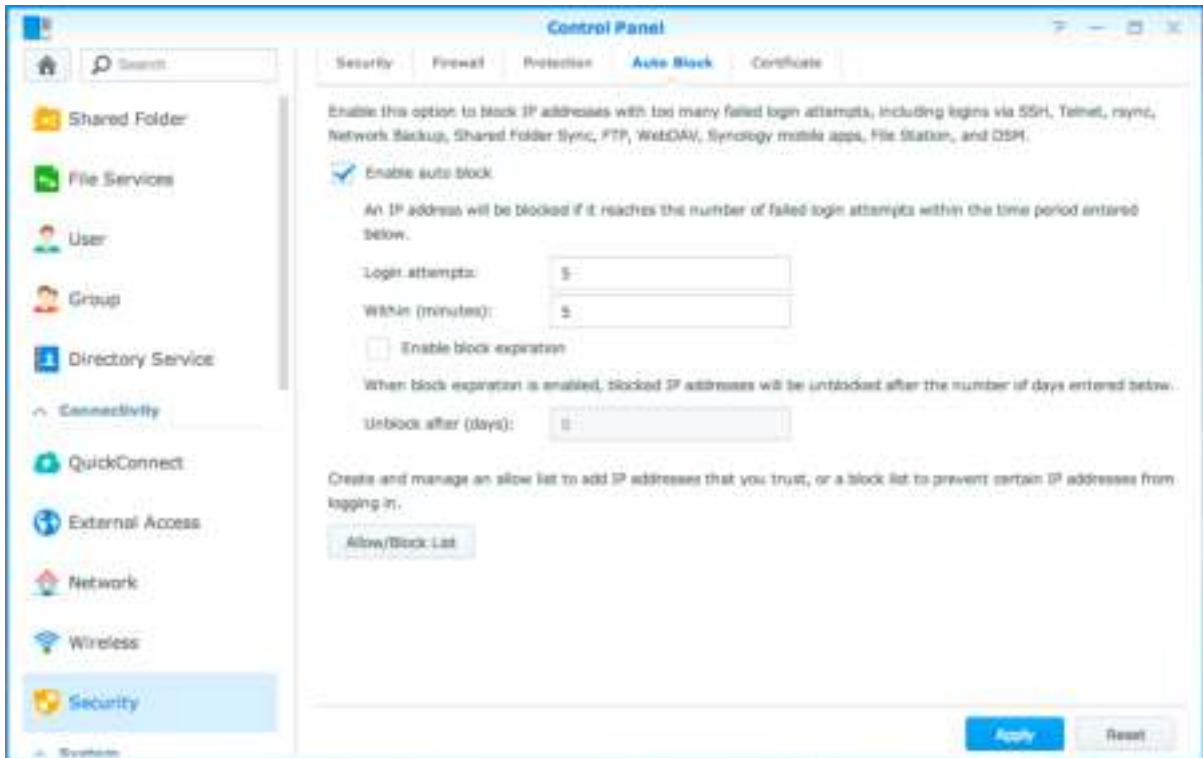 Control Panel
Search
Security Firewall Protection Auto Block Certificate
Shared Folder
File Services
User
Group
Directory Service
Connectivity
QuickConnect
External Access
Network
Wireless
Security
System
Enable this option to block IP addresses with too many failed login attempts, including logins via SSH, Telnet, rsync,
Network Backup, Shared Folder Sync, FTP, WebDAV, Synology mobile apps, File Station, and DSM.
Enable auto block
An IP address will be blocked if it reaches the number of failed login attempts within the time period entered
below.
Login attempts: 5
Within (minutes): 5
Enable block expiration
When block expiration is enabled, blocked IP addresses will be unblocked after the number of days entered below.
Unblock after (days): 0
Create and manage an allow list to add IP addresses that you trust, or a block list to prevent certain IP addresses from
logging in.
Allow/Block List
Apply Reset